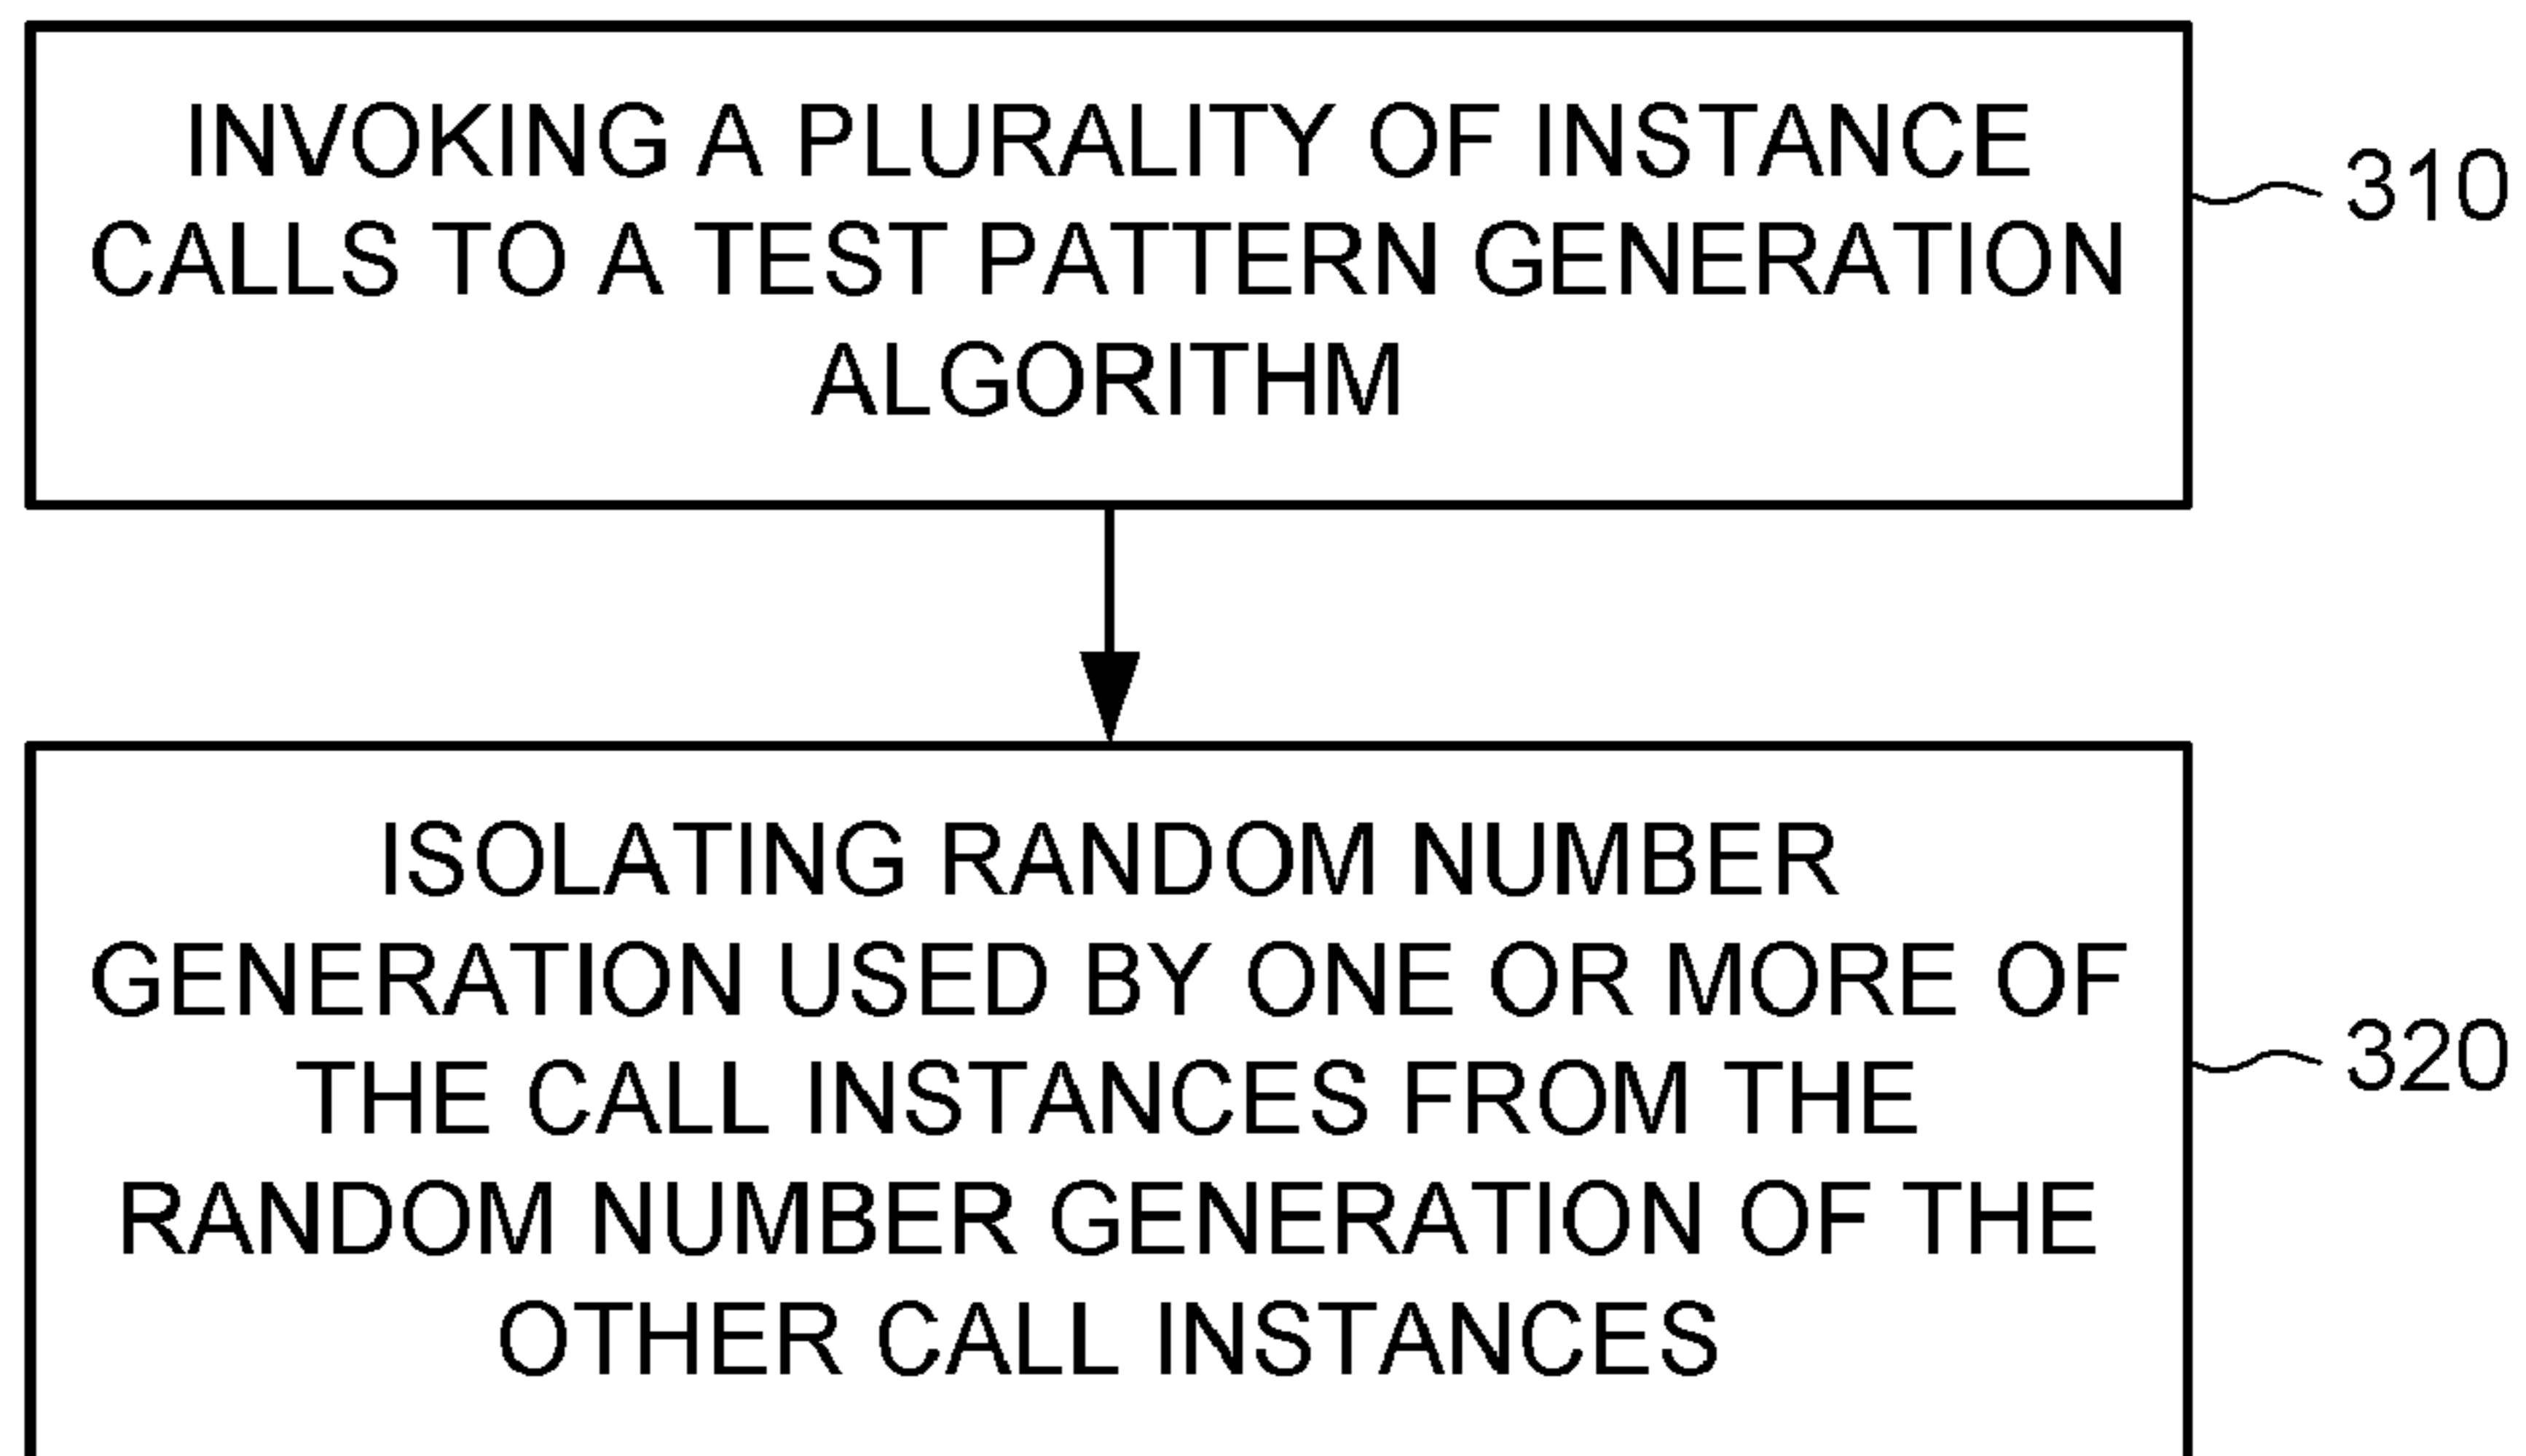 INVOKING A PLURALITY OF INSTANCE
CALLS TO A TEST PATTERN GENERATION
ALGORITHM
310
ISOLATING RANDOM NUMBER
GENERATION USED BY ONE OR MORE OF
THE CALL INSTANCES FROM THE
RANDOM NUMBER GENERATION OF THE
OTHER CALL INSTANCES
320